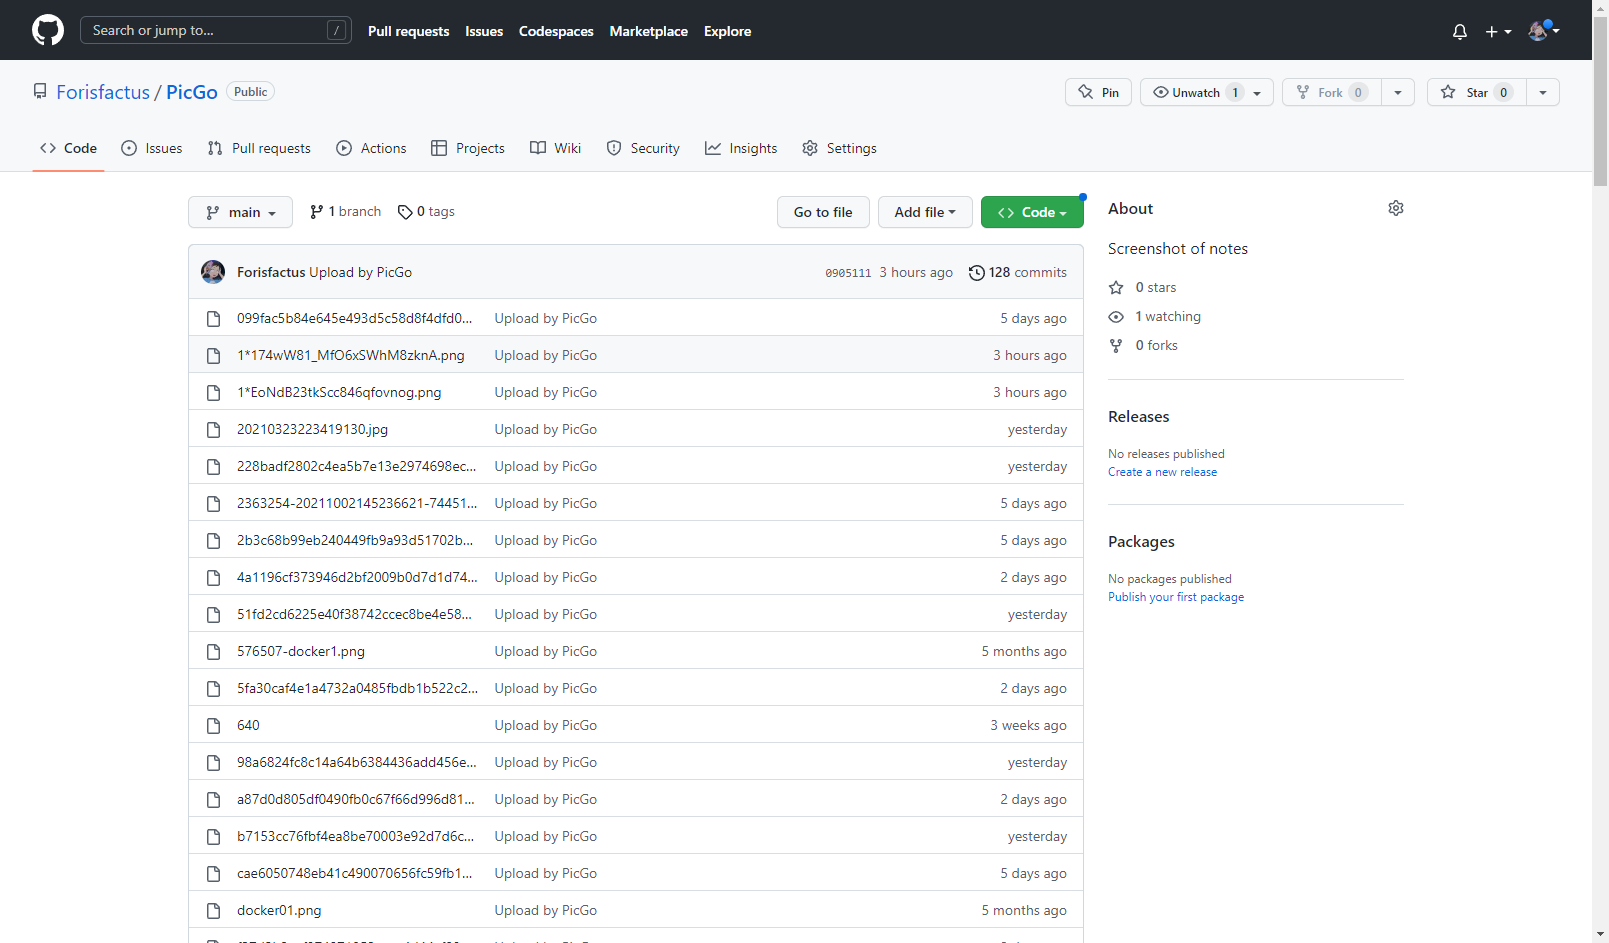 Search or jump to... / Pull requests Issues Codespaces Marketplace Explore
Forisfactus / PicGo Public Pin Unwatch 1 Fork 0 Star 0
Code Issues Pull requests Actions Projects Wiki Security Insights Settings
main 1 branch 0 tags Go to file Add file Code
Forisfactus Upload by PicGo 0905111 3 hours ago 128 commits
099fac5b84e645e493d5c58d8f4dfd0... Upload by PicGo 5 days ago
1*174wW81_MfO6xSWhM8zknA.png Upload by PicGo 3 hours ago
1*EoNdB23tkScc846qfovnog.png Upload by PicGo 3 hours ago
20210323223419130.jpg Upload by PicGo yesterday
228badf2802c4ea5b7e13e2974698ec... Upload by PicGo yesterday
2363254-20211002145236621-74451... Upload by PicGo 5 days ago
2b3c68b99eb240449fb9a93d51702b... Upload by PicGo 5 days ago
4a1196cf373946d2bf2009b0d7d1d74... Upload by PicGo 2 days ago
51fd2cd6225e40f38742ccec8be4e58... Upload by PicGo yesterday
576507-docker1.png Upload by PicGo 5 months ago
5fa30caf4e1a4732a0485fbdb1b522c2... Upload by PicGo 2 days ago
640 Upload by PicGo 3 weeks ago
98a6824fc8c14a64b6384436add456e... Upload by PicGo yesterday
a87d0d805df0490fb0c67f66d996d81... Upload by PicGo 2 days ago
b7153cc76fbf4ea8be70003e92d7d6c... Upload by PicGo yesterday
cae6050748eb41c490070656fc59fb1... Upload by PicGo 5 days ago
docker01.png Upload by PicGo 5 months ago
About
Screenshot of notes
0 stars
1 watching
0 forks
Releases
No releases published
Create a new release
Packages
No packages published
Publish your first package